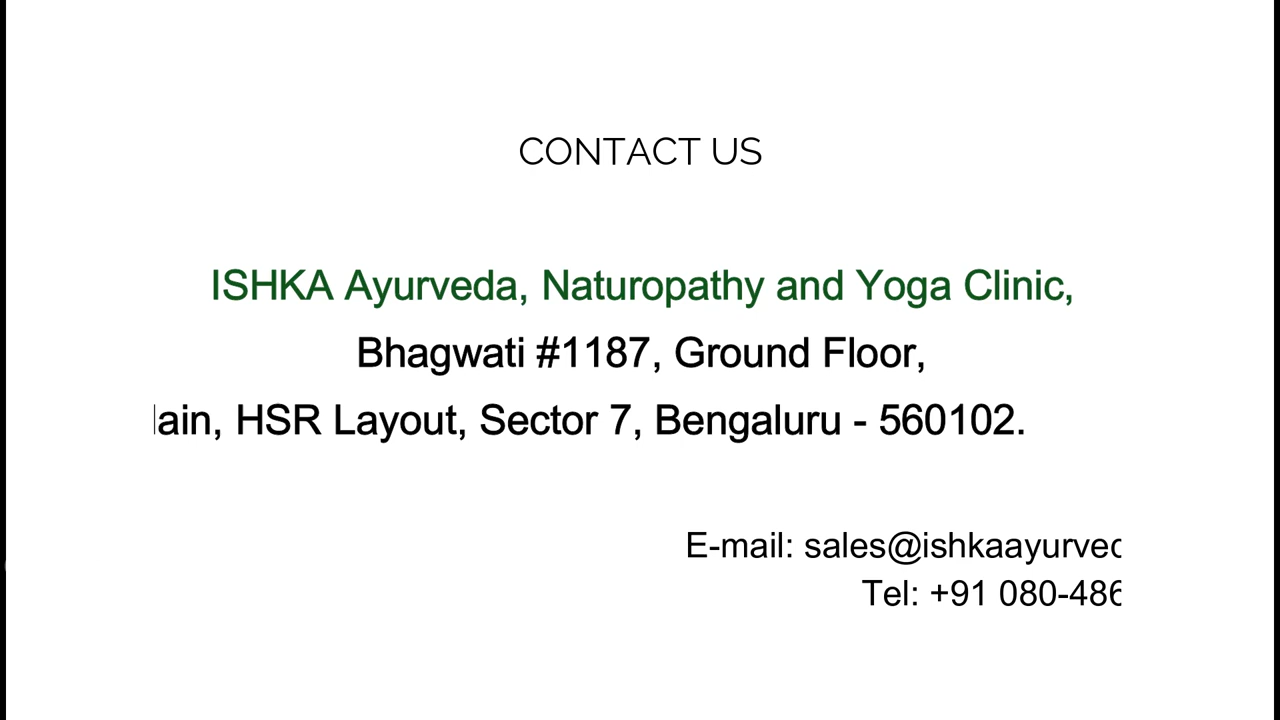 CONTACT US
ISHKA Ayurveda, Naturopathy and Yoga Clinic,
Bhagwati #1187, Ground Floor,
HSR Layout, Sector 7, Bengaluru - 560102.
E-mail:
Tel: +91